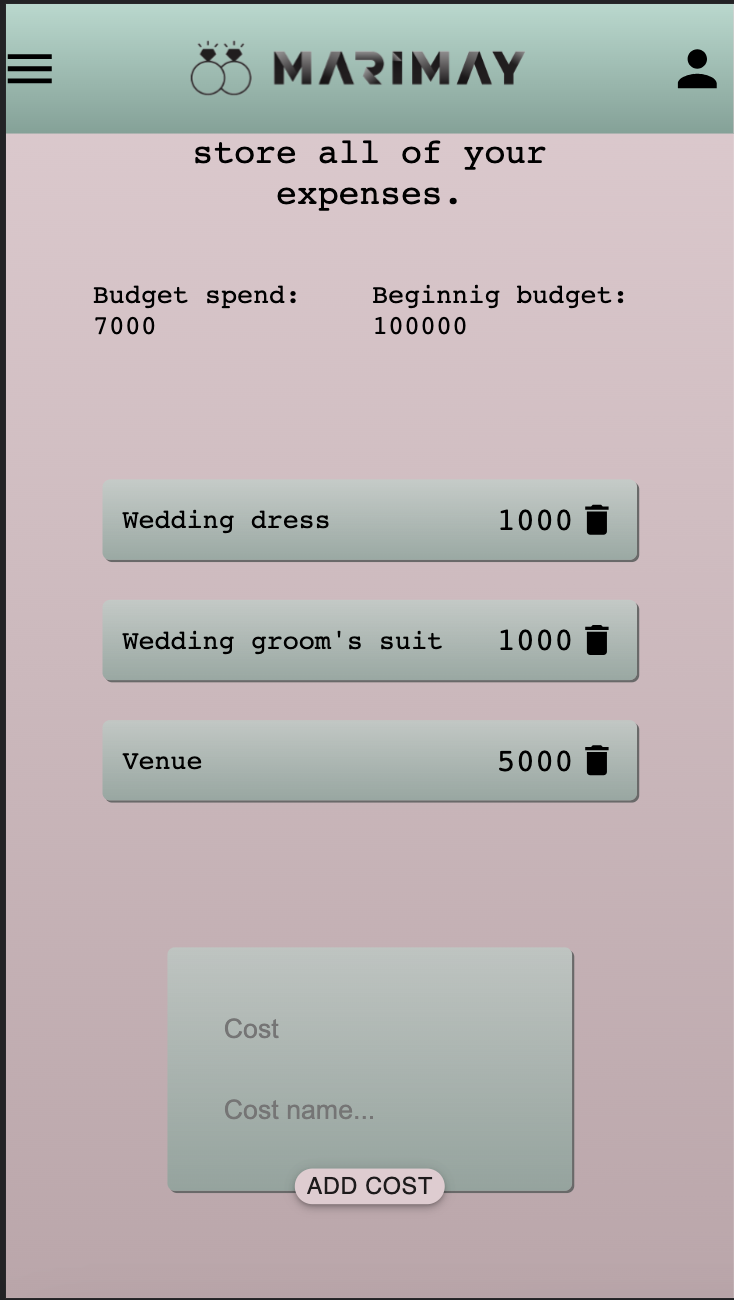 MARIMAY
store all of your
expenses.
Budget spend:
7000
Beginnig budget:
100000
Wedding dress 1000
Wedding groom's suit 1000
Venue 5000
Cost
Cost name...
ADD COST